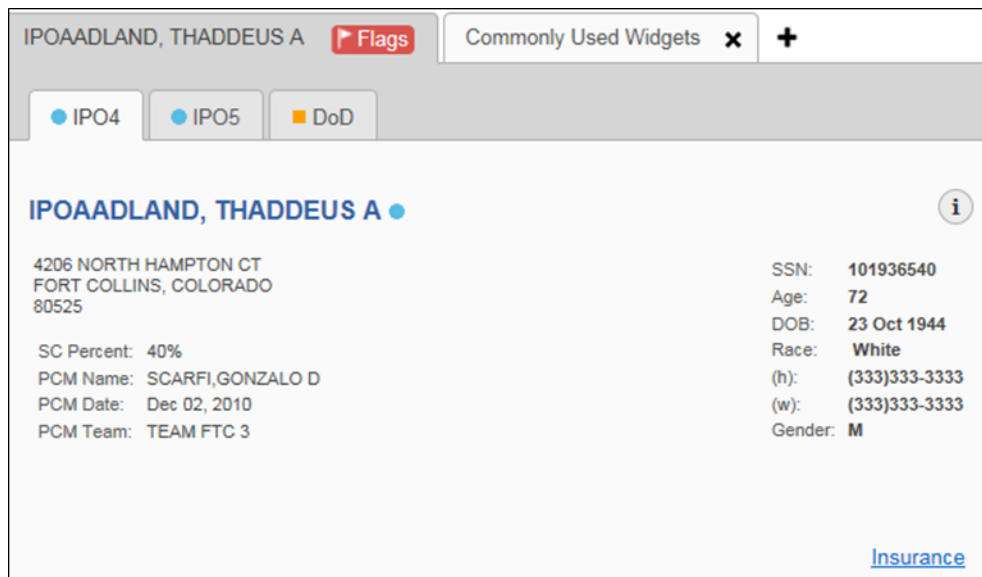 IPOAADLAND, THADDEUS A Flags Commonly Used Widgets
IPO4 IPO5 DoD
IPOAADLAND, THADDEUS A
4206 NORTH HAMPTON CT
FORT COLLINS, COLORADO
80525
SC Percent: 40%
PCM Name: SCARFI,GONZALO D
PCM Date: Dec 02, 2010
PCM Team: TEAM FTC 3
SSN: 101936540
Age: 72
DOB: 23 Oct 1944
Race: White
(h): (333)333-3333
(w): (333)333-3333
Gender: M
Insurance